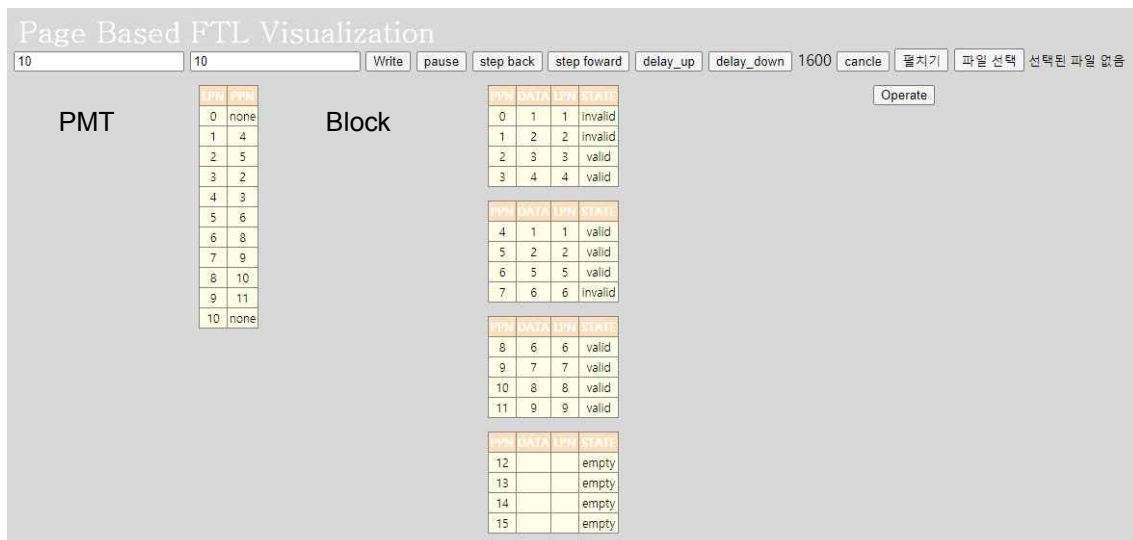 Page Based FTL Visualization
10 10 Write pause step back step foward delay_up delay_down 1600 cancle 펼치기 파일 선택 선택된 파일 없음
Operate
PMT
LPN PPN
0 none
1 4
2 5
3 2
4 3
5 6
6 8
7 9
8 10
9 11
10 none
Block
PPN DATA LPN STATE
0 1 1 invalid
1 2 2 invalid
2 3 3 valid
3 4 4 valid
PPN DATA LPN STATE
4 1 1 valid
5 2 2 valid
6 5 5 valid
7 6 6 invalid
PPN DATA LPN STATE
8 6 6 valid
9 7 7 valid
10 8 8 valid
11 9 9 valid
PPN DATA LPN STATE
12 empty
13 empty
14 empty
15 empty